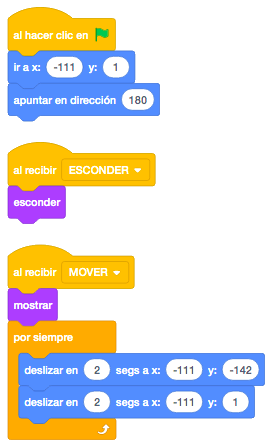 al hacer clic en
ir a x: -111 y: 1
apuntar en dirección 180
al recibir ESCONDER
esconder
al recibir MOVER
mostrar
por siempre
deslizar en 2 segs a x: -111 y: -142
deslizar en 2 segs a x: -111 y: 1